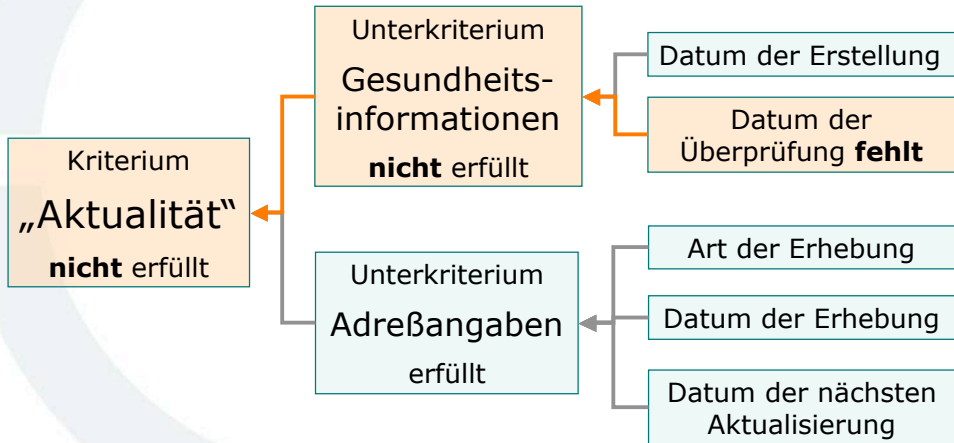 Kriterium
„Aktualität“
nicht erfüllt
Unterkriterium
Gesundheits-
informationen
nicht erfüllt
Datum der Erstellung
Datum der
Überprüfung fehlt
Unterkriterium
Adreßangaben
erfüllt
Art der Erhebung
Datum der Erhebung
Datum der nächsten
Aktualisierung